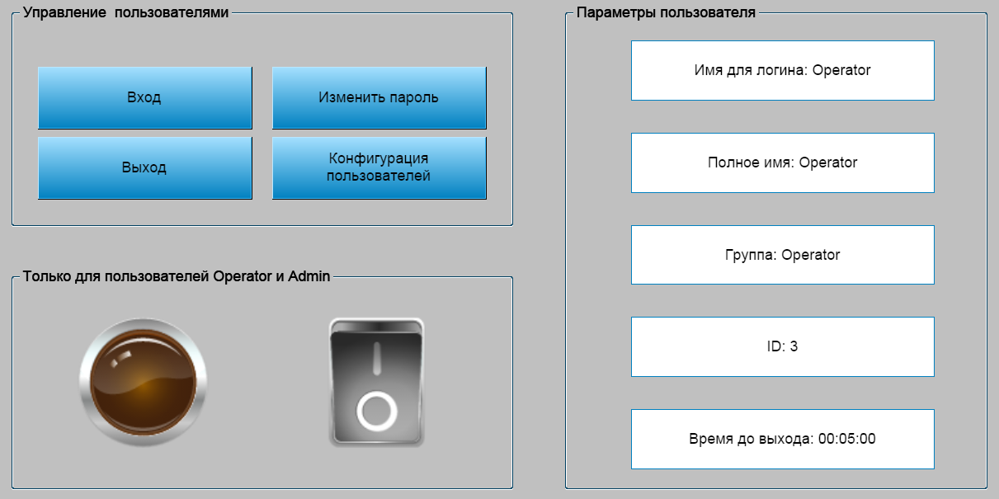 Управление пользователями
Вход
Изменить пароль
Выход
Конфигурация
пользователей
Только для пользователей Operator и Admin
Параметры пользователя
Имя для логина: Operator
Полное имя: Operator
Группа: Operator
ID: 3
Время до выхода: 00:05:00